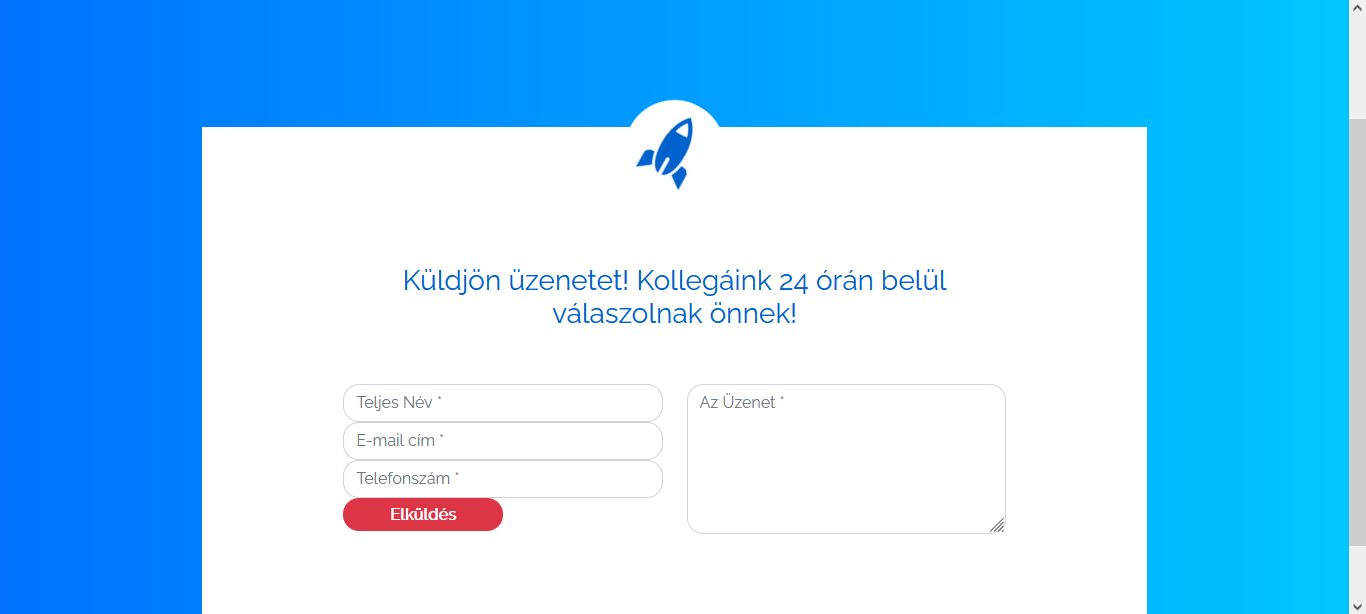 Küldjön üzenetet! Kollegáink 24 órán belül
válaszolnak önnek!
Teljes Név *
E-mail cím *
Telefonszám *
Elküldés
Az Üzenet *